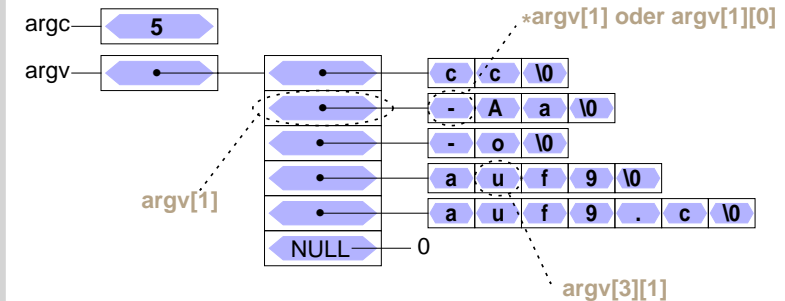 *argv[1] oder argv[1][0]
argc 5
argv
c c \0
- A a \0
- o \0
a u f 9 \0
argv[1]
a u f 9 . c \0
NULL 0
argv[3][1]